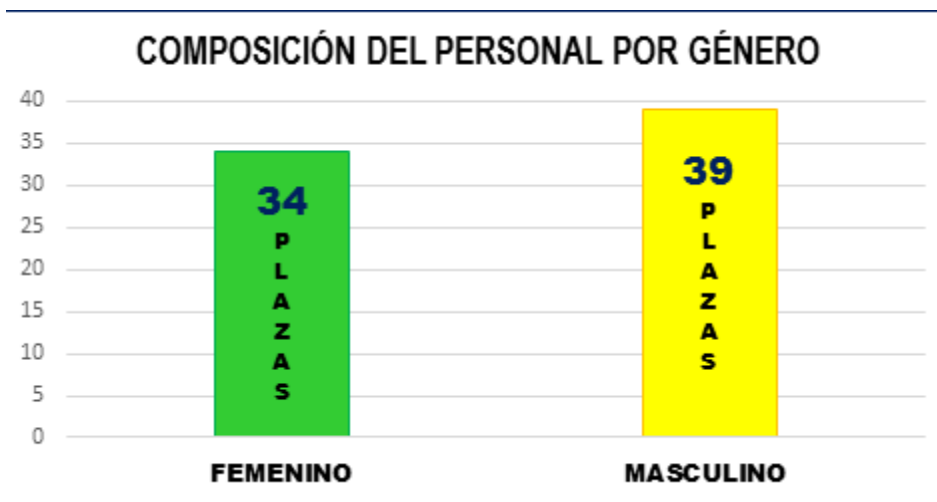 COMPOSICIÓN DEL PERSONAL POR GÉNERO
40
35
30
25
20
15
10
5
0
34
P
L
A
Z
A
S
39
P
L
A
Z
A
S
FEMENINO
MASCULINO